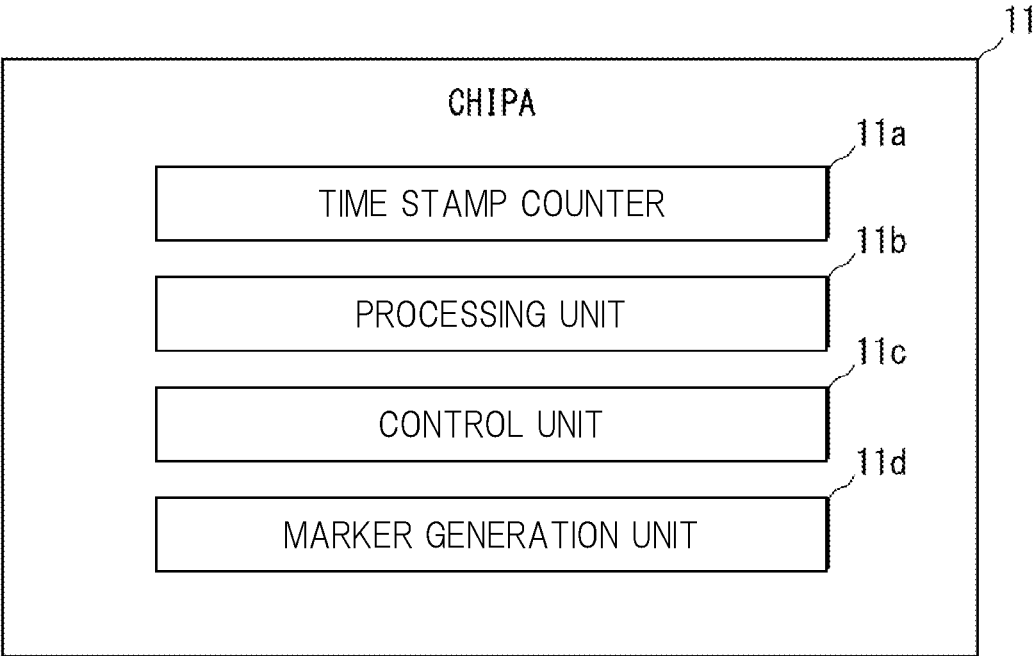 11
CHIPA
11a
TIME STAMP COUNTER
11b
PROCESSING UNIT
11c
CONTROL UNIT
11d
MARKER GENERATION UNIT